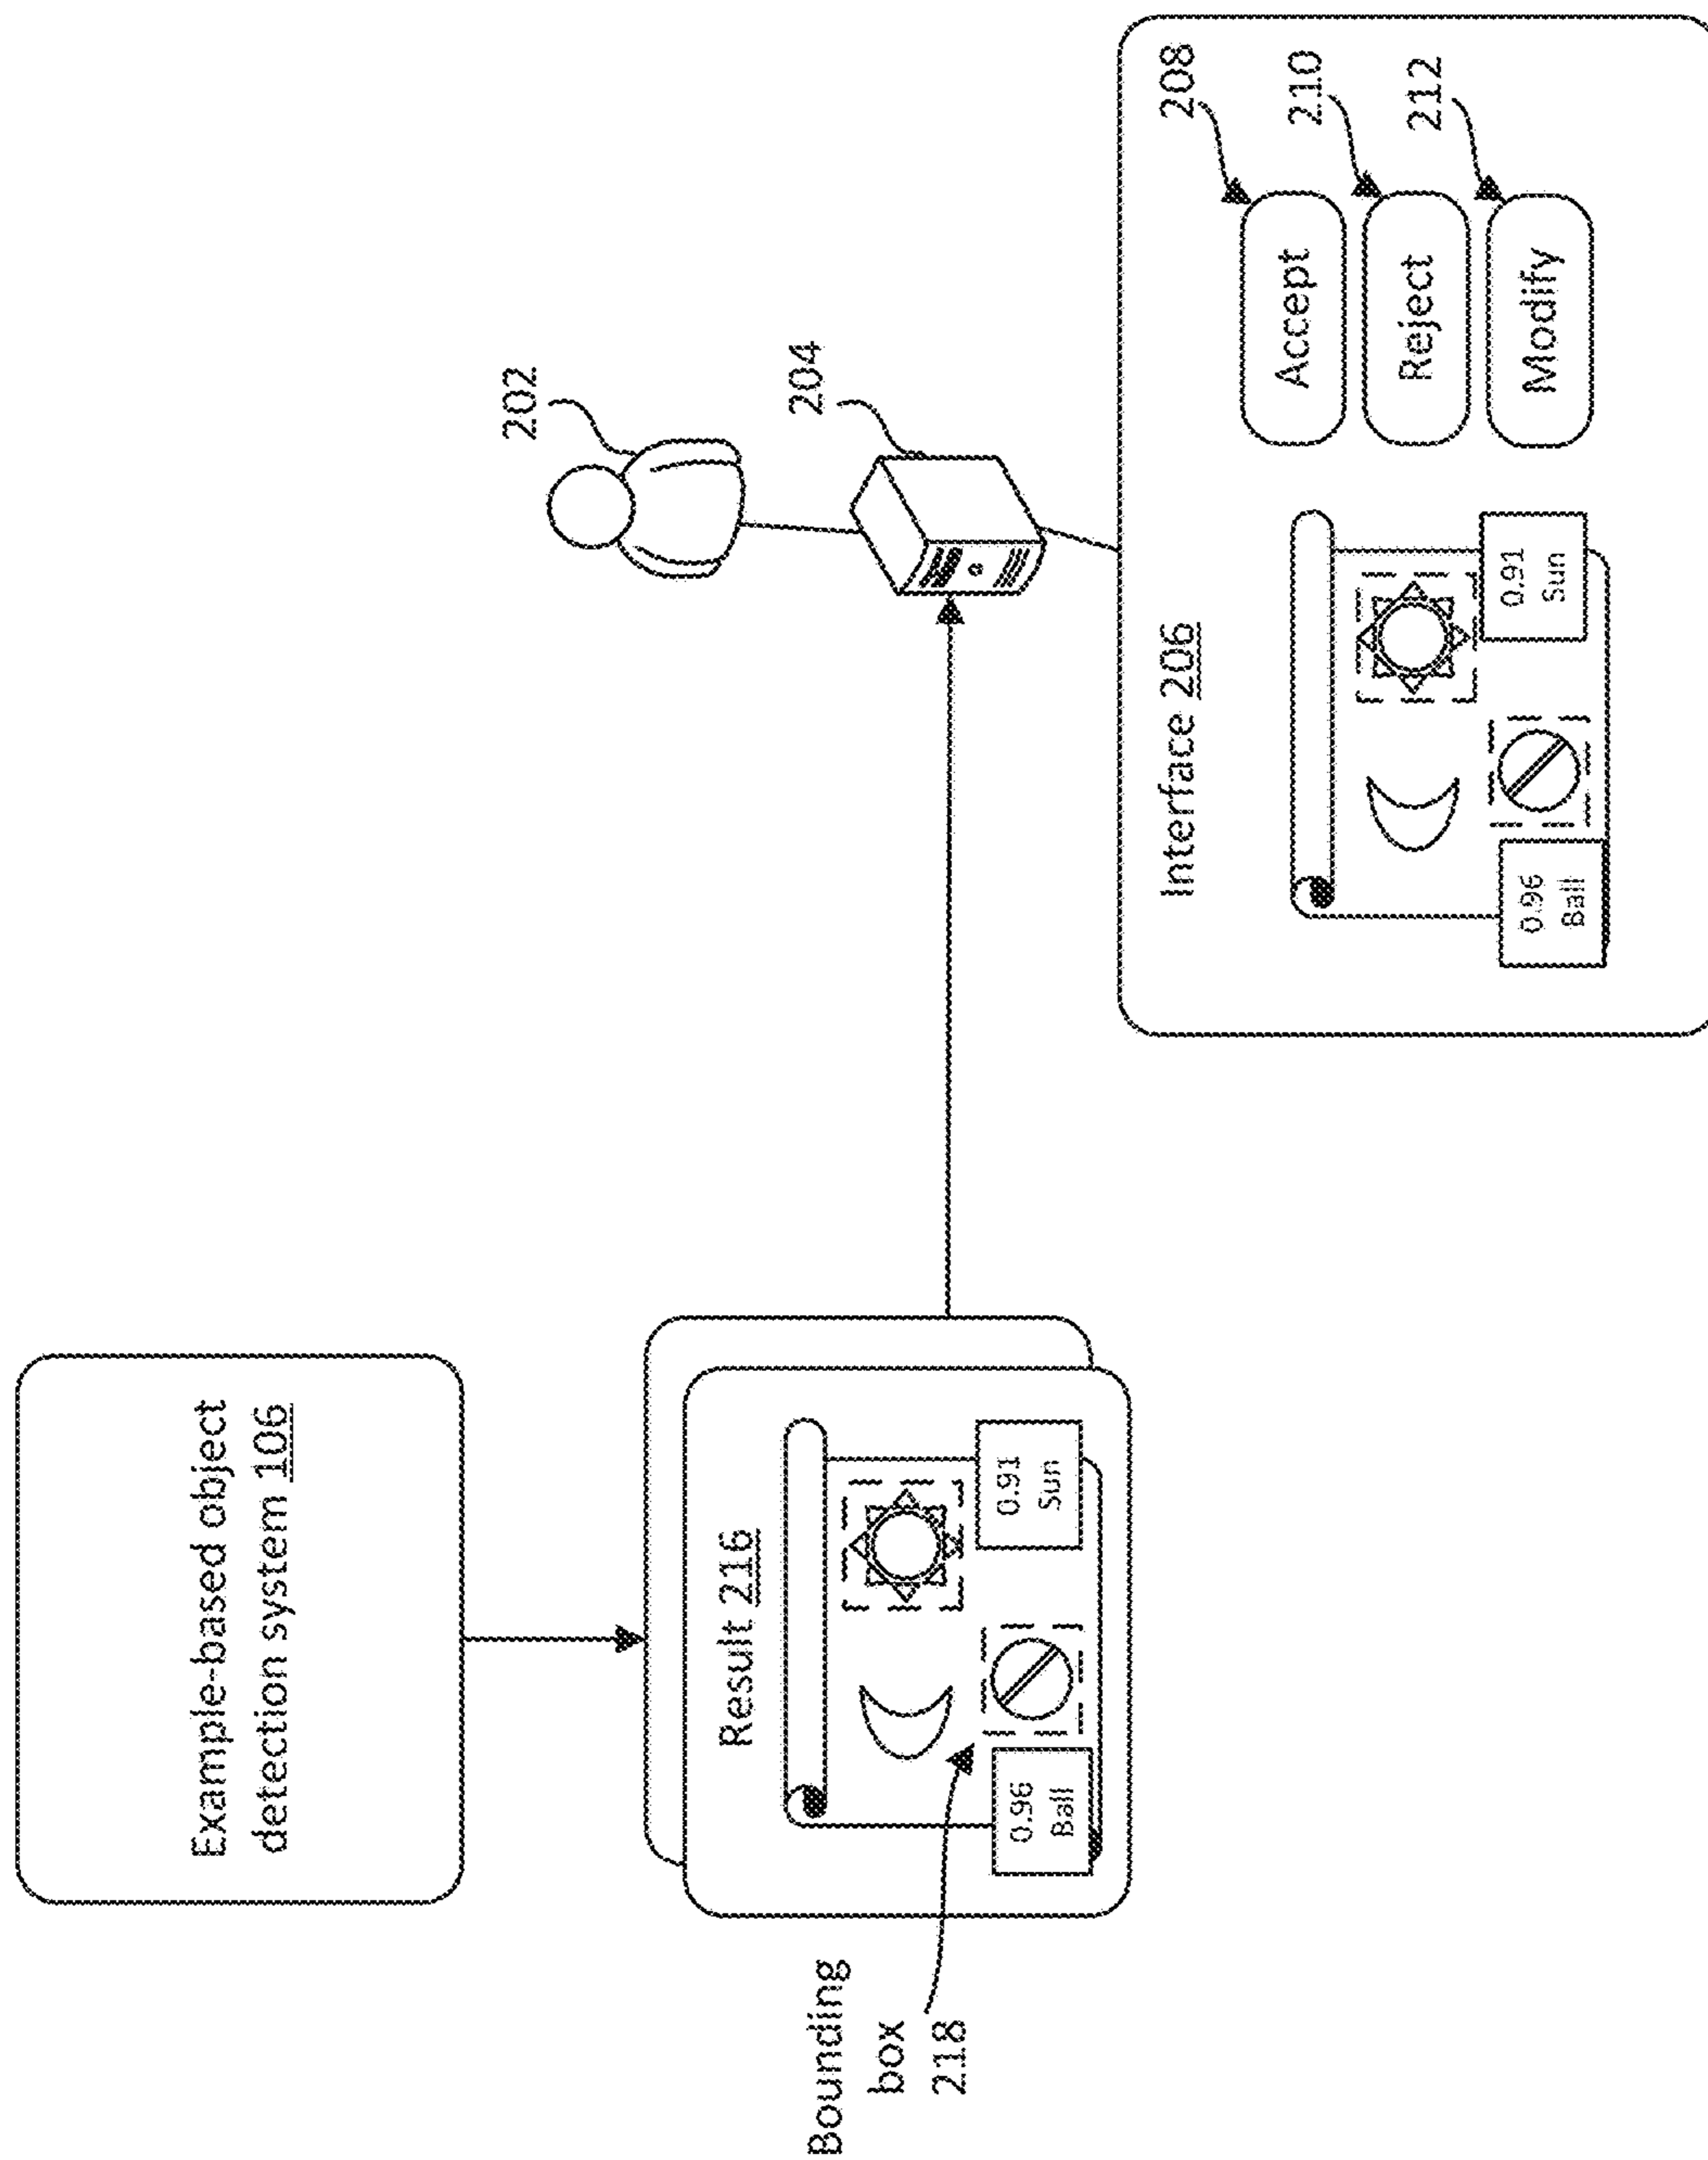 Example-based object
detection system 106
Result 216
0.96
Ball
0.91
Sun
Bounding
box
218
202
204
Interface 206
0.96
Ball
0.91
Sun
Accept
208
Reject
210
Modify
212